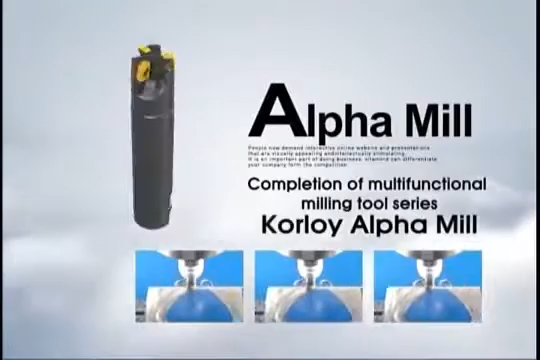 Alpha Mill
People now demand interactive online website and presentations
that are visually appearing and intellectually stimulating.
It is an important part of doing business. vitamind can differentiate
your company form the competition.
Completion of multifunctional
milling tool series
Korloy Alpha Mill